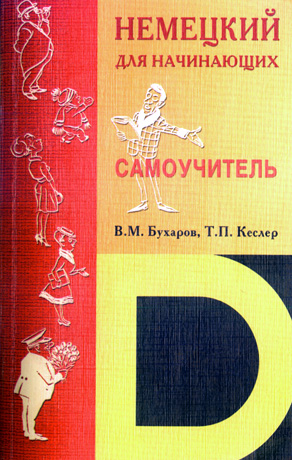 НЕМЕЦКИЙ
ДЛЯ НАЧИНАЮЩИХ
САМОУЧИТЕЛЬ
В.М. Бухаров, Т.П. Кеслер
D